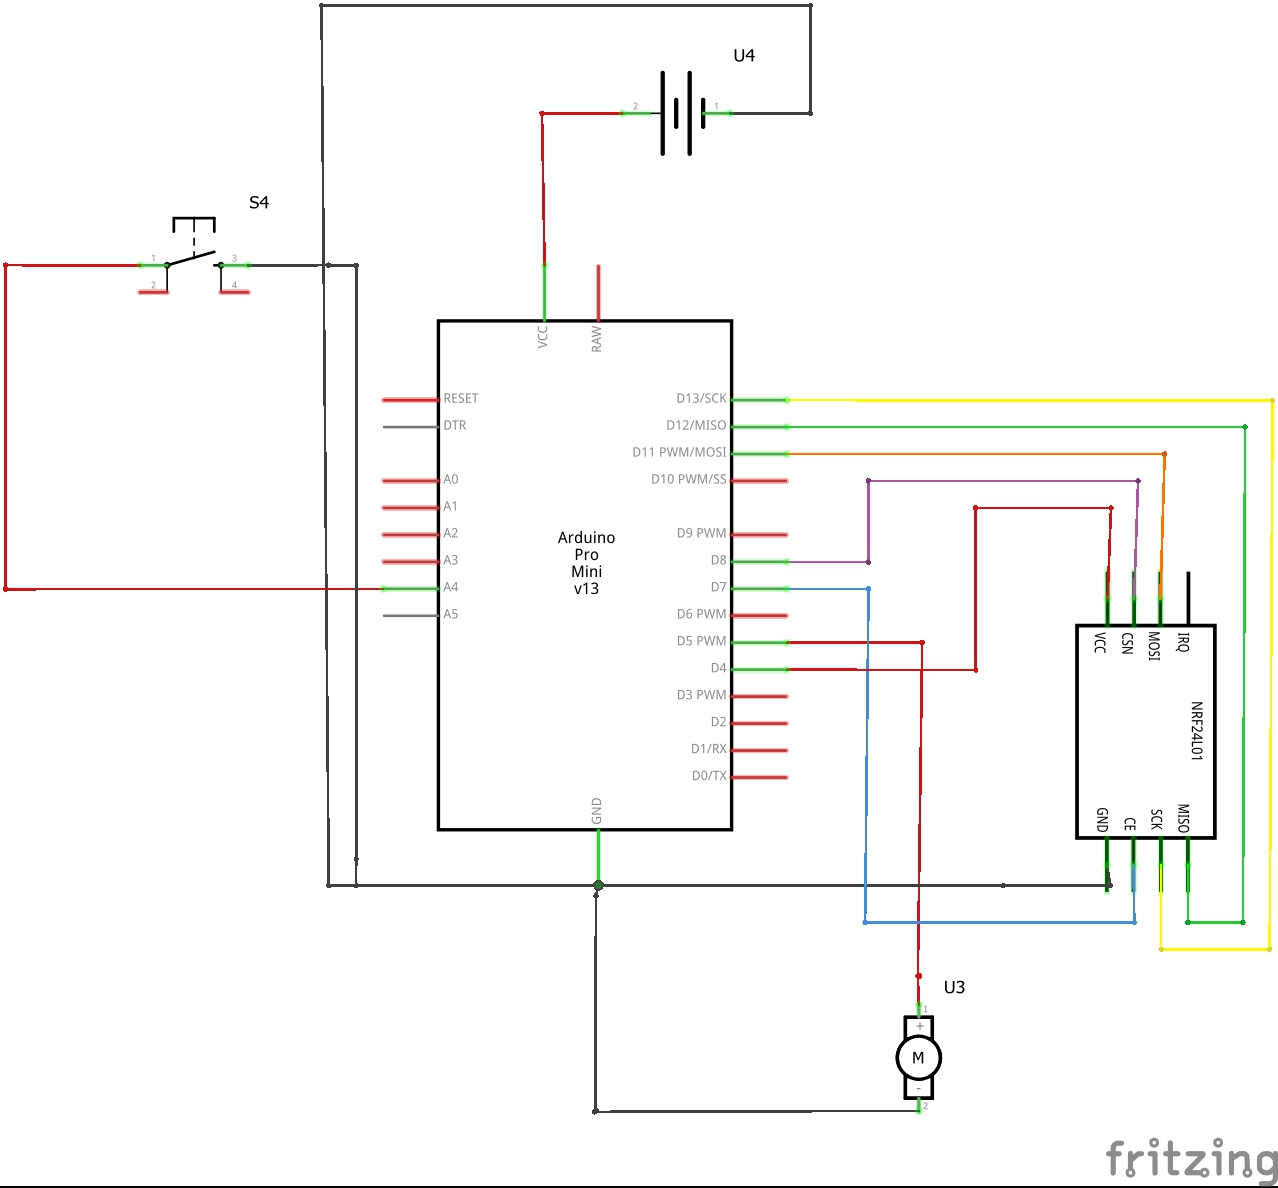 U4
2
1
S4
1
3
2
4
VCC
RAW
RESET
DTR
A0
A1
A2
A3
A4
A5
D13/SCK
D12/MISO
D11 PWM/MOSI
D10 PWM/SS
D9 PWM
D8
D7
D6 PWM
D5 PWM
D4
D3 PWM
D2
D1/RX
D0/TX
Arduino
Pro
Mini
v13
GND
VCC
CSN
MOSI
IRQ
NRF24L01
GND
CE
SCK
MISO
U3
1
+
M
-
2
fritzing